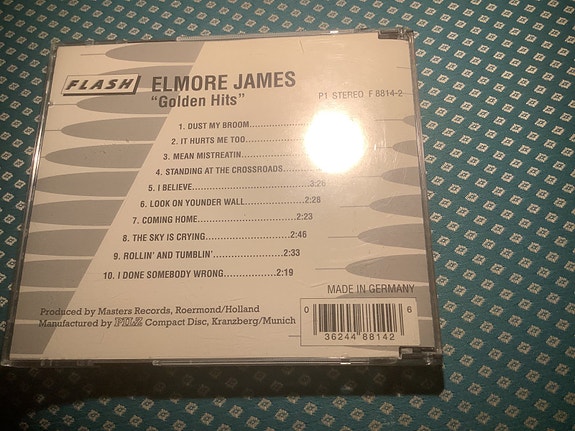 FLASH
ELMORE JAMES
"Golden Hits"
P1 STEREO F 8814-2
1. DUST MY BROOM
2. IT HURTS ME TOO
3. MEAN MISTREATIN
4. STANDING AT THE CROSSROADS
5. I BELIEVE 3:26
6. LOOK ON YOUNDER WALL 2:28
7. COMING HOME 2:23
8. THE SKY IS CRYING 2:46
9. ROLLIN' AND TUMBLIN' 2:33
10. I DONE SOMEBODY WRONG 2:19
MADE IN GERMANY
Produced by Masters Records, Roermond/Holland
Manufactured by PILZ Compact Disc, Kranzberg/Munich
0 36244 88142 6